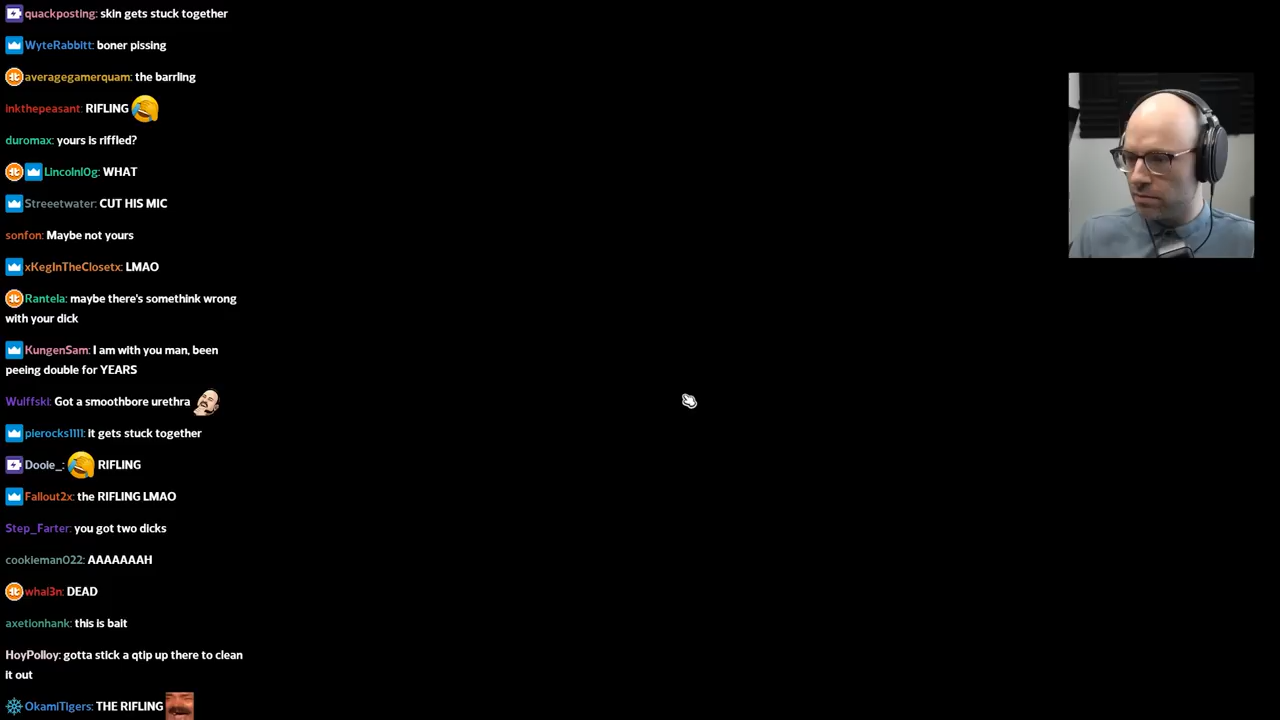 quackposting: skin gets stuck together
WyteRabbitt: boner pissing
averagegamerquam: the barrling
inkthepeasant: RIFLING
duromax: yours is riffled?
Lincolnl0g: WHAT
Streeetwater: CUT HIS MIC
sonfon: Maybe not yours
xKegInTheClosetx: LMAO
Rantela: maybe there's somethink wrong
with your dick
KungenSam: I am with you man, been
peeing double for YEARS
Wulffski: Got a smoothbore urethra
pierocks1111: it gets stuck together
Dooie_: RIFLING
Fallout2x: the RIFLING LMAO
Step_Farter: you got two dicks
cookieman022: AAAAAAAH
whal3n: DEAD
axetionhank: this is bait
HoyPolloy: gotta stick a qtip up there to clean
it out
OkamiTigers: THE RIFLING